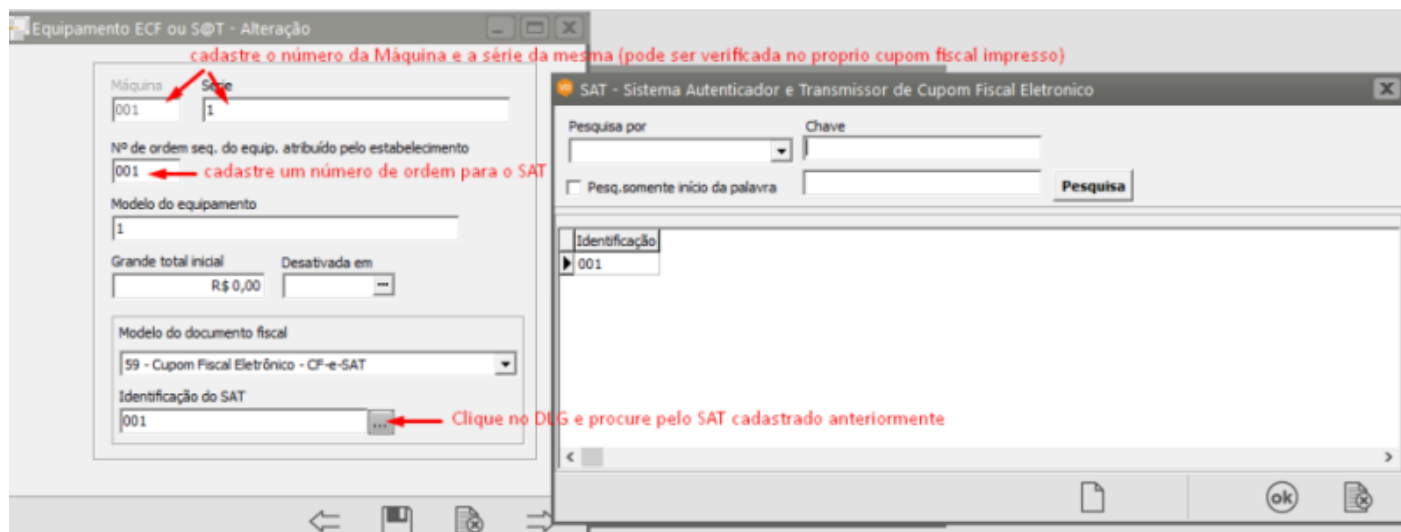 Equipamento ECF ou S@T - Alteração
cadastre o número da Máquina e a série da mesma (pode ser verificada no proprio cupom fiscal impresso)
Máquina Série
001 1
Nº de ordem seq. do equip. atribuído pelo estabelecimento
001 cadastre um número de ordem para o SAT
Modelo do equipamento
1
Grande total inicial Desativada em
R$ 0,00 ...
Modelo do documento fiscal
59 - Cupom Fiscal Eletrônico - CF-e-SAT
Identificação do SAT
001 ... Clique no DLG e procure pelo SAT cadastrado anteriormente
SAT - Sistema Autenticador e Transmissor de Cupom Fiscal Eletronico
Pesquisa por Chave
Pesq.somente início da palavra Pesquisa
Identificação
001
ok